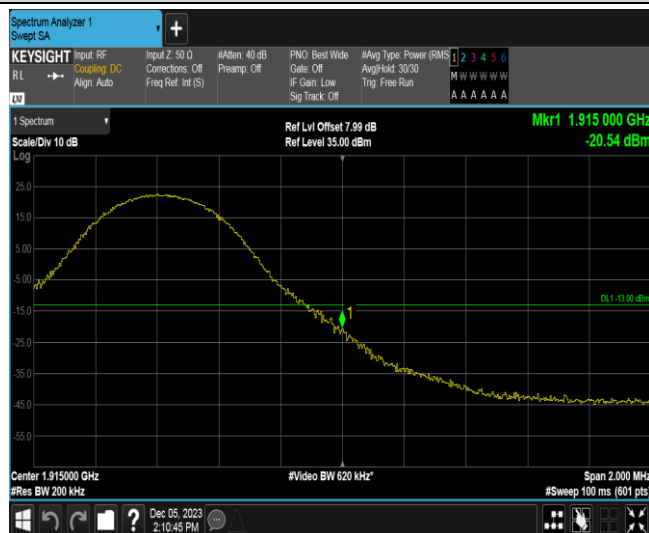 Spectrum Analyzer 1
Swept SA
+
KEYSIGHT Input: RF Input Z: 50 Ω #Atten: 40 dB PNO: Best Wide #Avg Type: Power (RMS 1 2 3 4 5 6
RL Coupling: DC Corrections: Off Preamp: Off Gate: Off Avg|Hold: 30/30 M W W W W W
Align: Auto Freq Ref: Int (S) IF Gain: Low Trig: Free Run
Sig Track: Off A A A A A A
LXI
1 Spectrum Ref Lvl Offset 7.99 dB Mkr1 1.915 000 GHz
Scale/Div 10 dB Ref Level 35.00 dBm -20.54 dBm
Log
25.0
15.0
5.00
-5.00
DL1 -13.00 dBm
-15.0
1
-25.0
-35.0
-45.0
-55.0
Center 1.915000 GHz #Video BW 620 kHz* Span 2.000 MHz
#Res BW 200 kHz #Sweep 100 ms (601 pts)
? Dec 05, 2023
2:10:45 PM